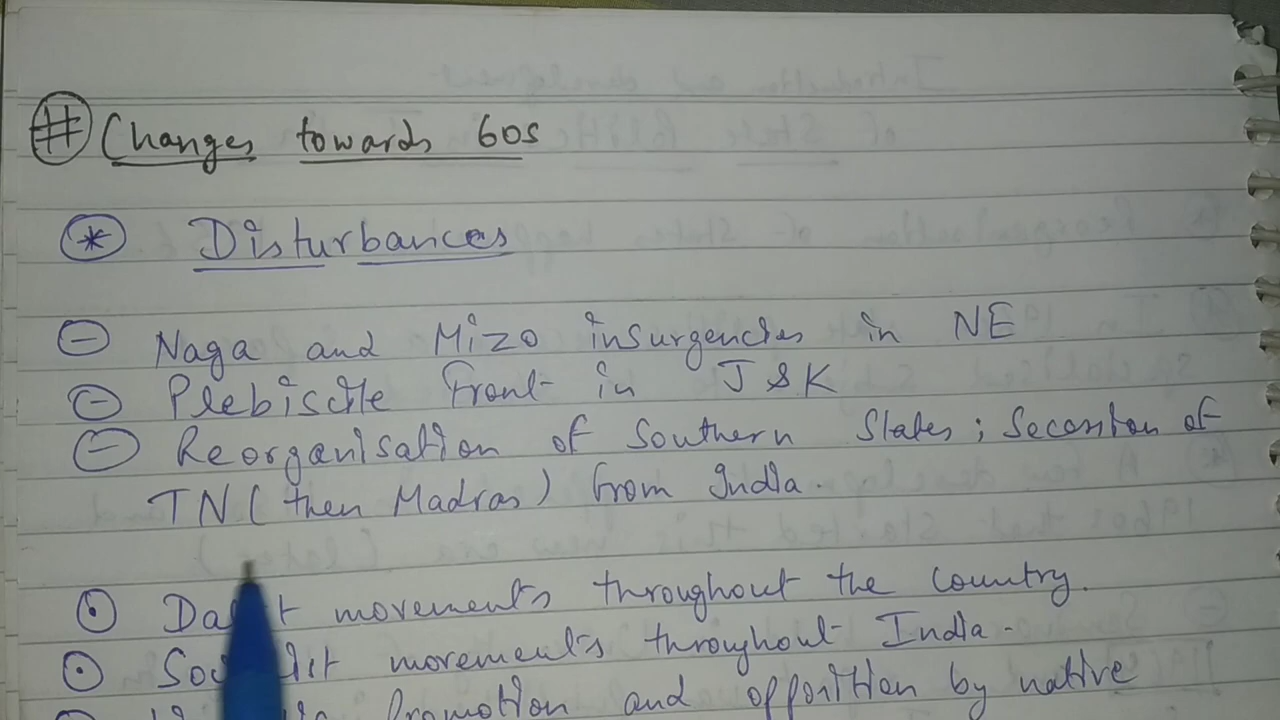 # Changes towards 60s
* Disturbances
- Naga and Mizo insurgencies in NE
- Plebiscite Front in J&K
- Reorganisation of Southern States; Secession of
TN (then Madras) from India.
• movements throughout the country.
• movements throughout India.
Promotion and opposition by native